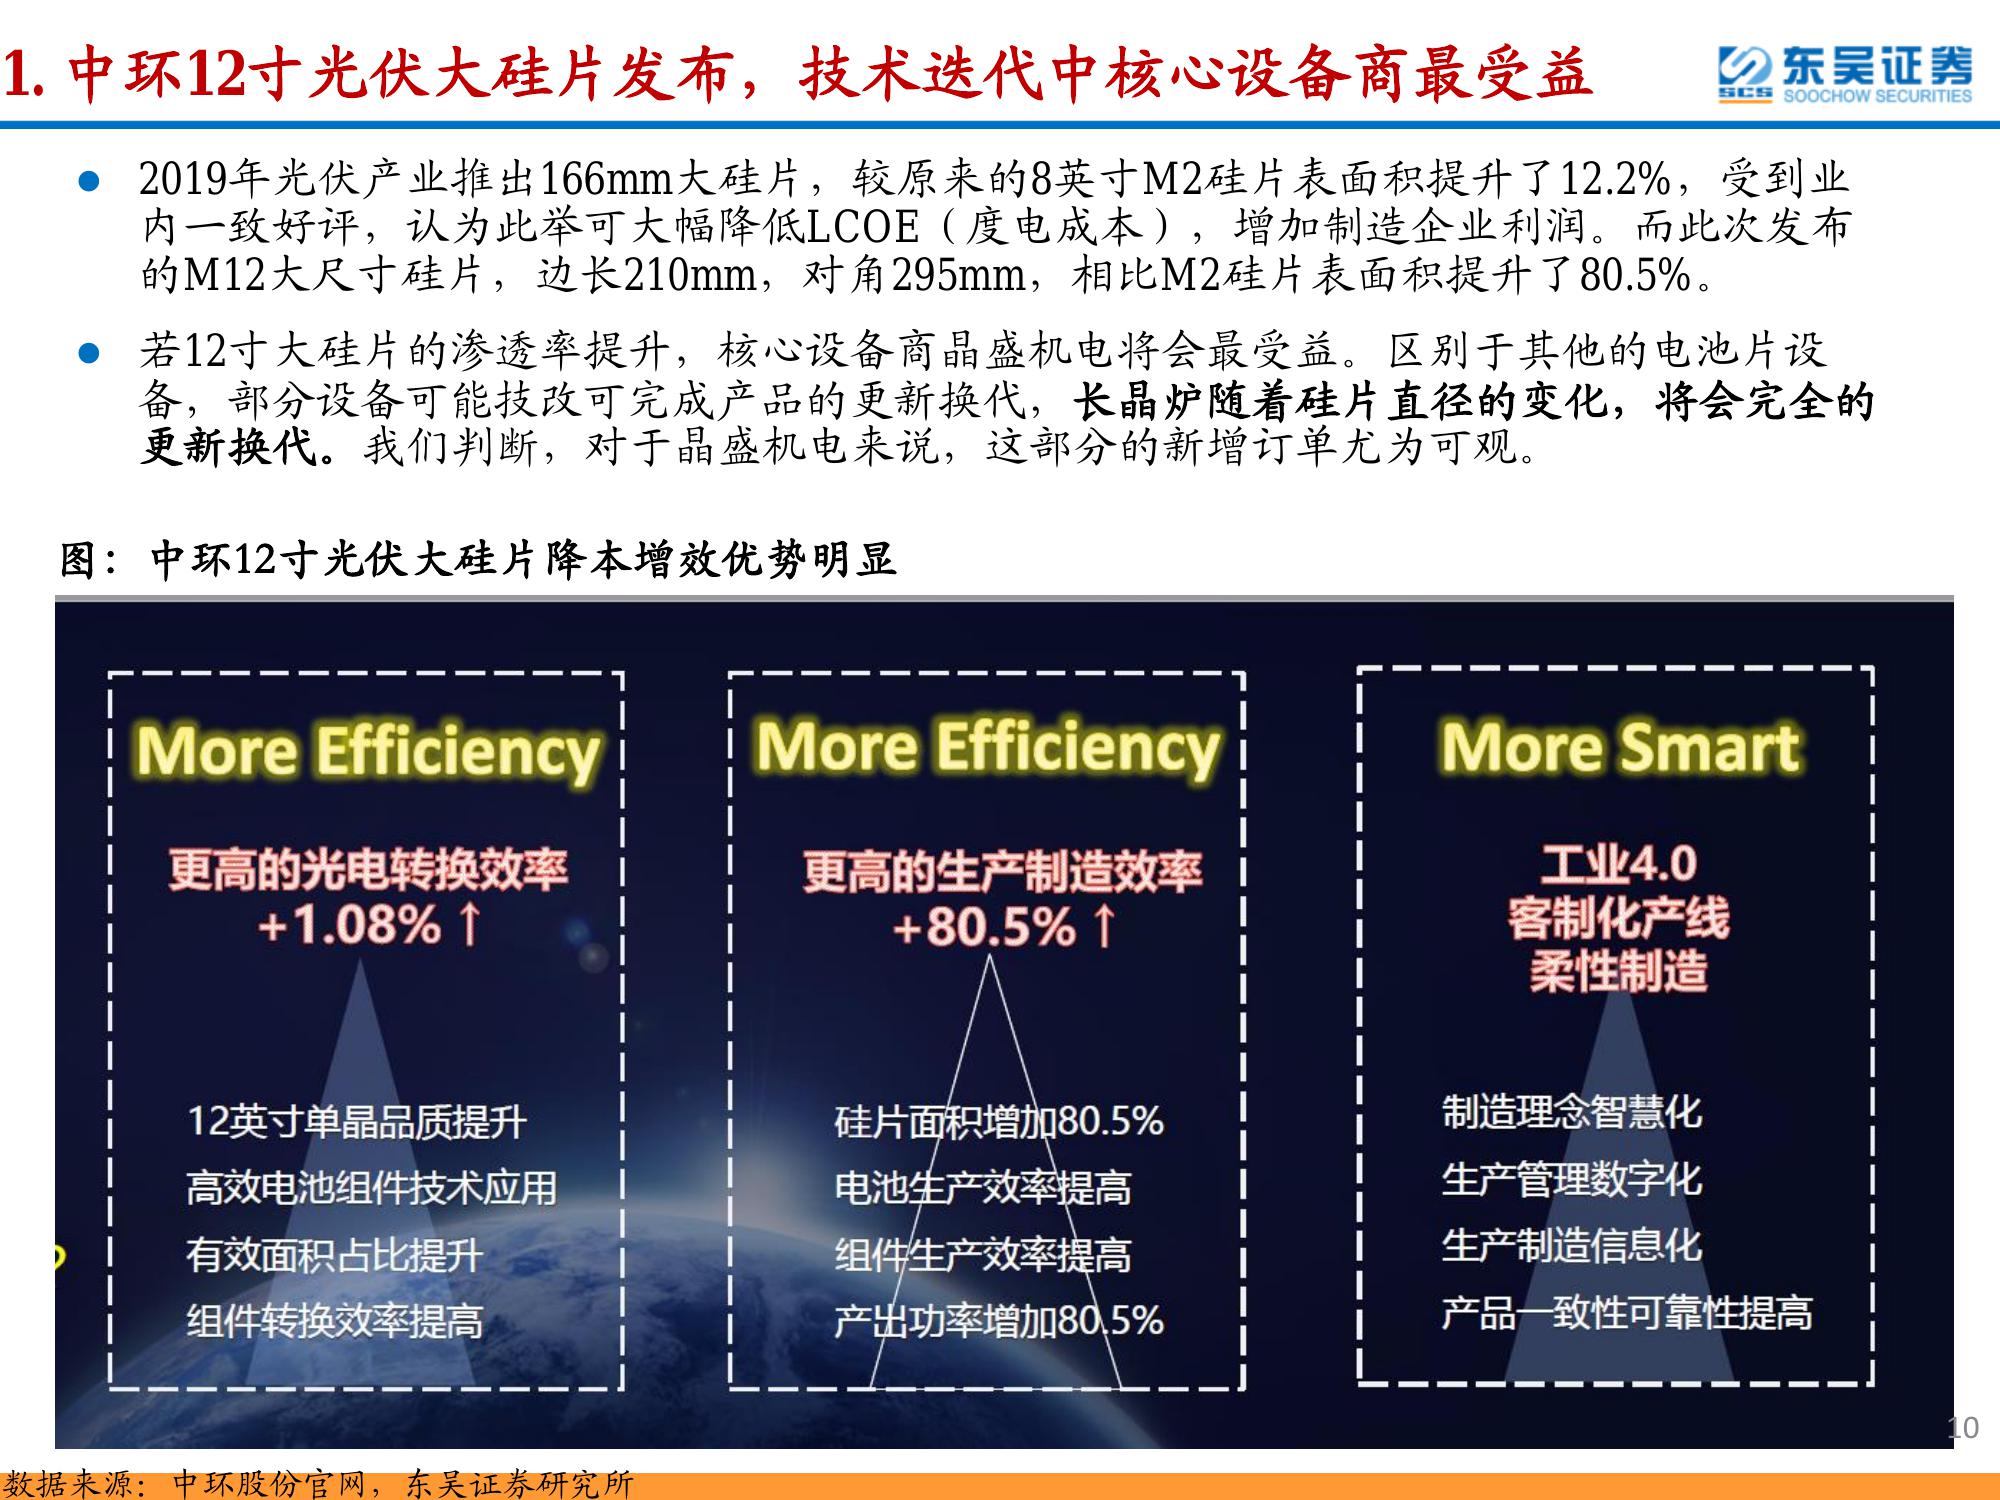 1. 中环12寸光伏大硅片发布，技术迭代中核心设备商最受益
东吴证券
SCS
SOOCHOW SECURITIES
● 2019年光伏产业推出166mm大硅片，较原来的8英寸M2硅片表面积提升了12.2%，受到业
内一致好评，认为此举可大幅降低LCOE（度电成本），增加制造企业利润。而此次发布
的M12大尺寸硅片，边长210mm，对角295mm，相比M2硅片表面积提升了80.5%。
● 若12寸大硅片的渗透率提升，核心设备商晶盛机电将会最受益。区别于其他的电池片设
备，部分设备可能技改可完成产品的更新换代，长晶炉随着硅片直径的变化，将会完全的
更新换代。我们判断，对于晶盛机电来说，这部分的新增订单尤为可观。
图：中环12寸光伏大硅片降本增效优势明显
More Efficiency
更高的光电转换效率
+1.08%↑
12英寸单晶品质提升
高效电池组件技术应用
有效面积占比提升
组件转换效率提高
More Efficiency
更高的生产制造效率
+80.5%↑
硅片面积增加80.5%
电池生产效率提高
组件生产效率提高
产出功率增加80.5%
More Smart
工业4.0
客制化产线
柔性制造
制造理念智慧化
生产管理数字化
生产制造信息化
产品一致性可靠性提高
10
数据来源：中环股份官网，东吴证券研究所